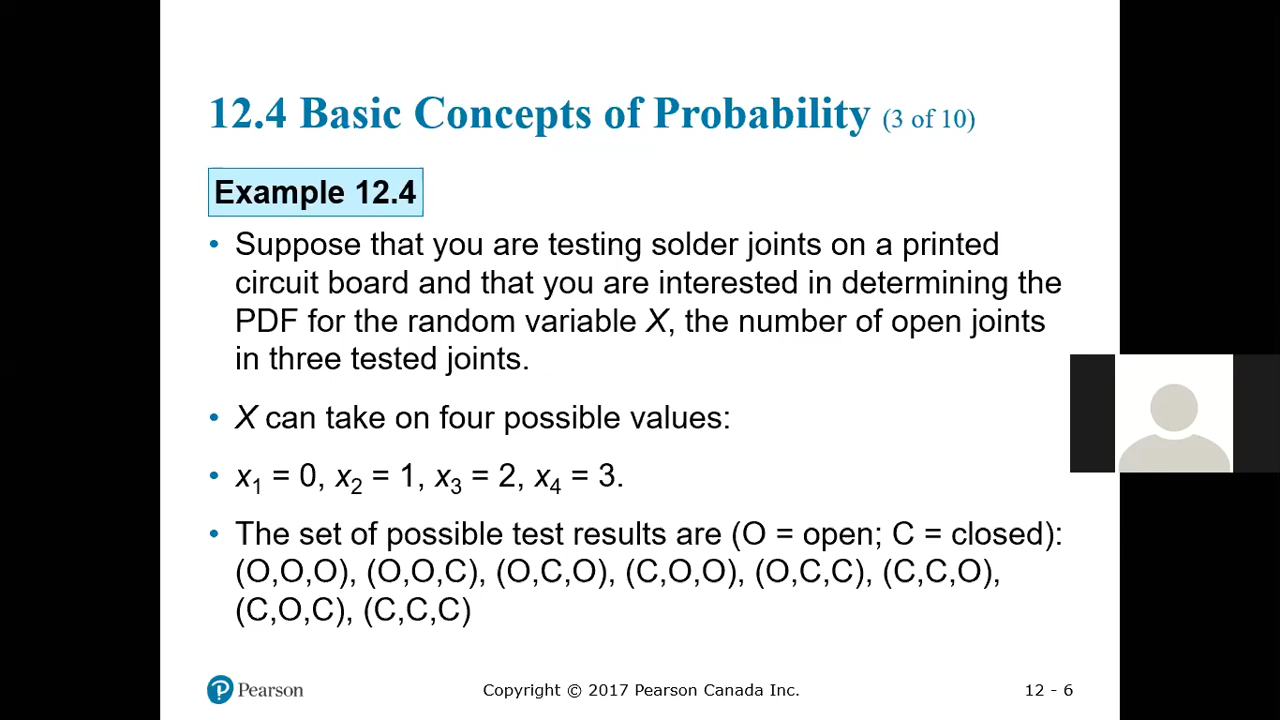 12.4 Basic Concepts of Probability (3 of 10)
Example 12.4
• Suppose that you are testing solder joints on a printed
circuit board and that you are interested in determining the
PDF for the random variable X, the number of open joints
in three tested joints.
• X can take on four possible values:
• x₁ = 0, x₂ = 1, x₃ = 2, x₄ = 3.
• The set of possible test results are (O = open; C = closed):
(O,O,O), (O,O,C), (O,C,O), (C,O,O), (O,C,C), (C,C,O),
(C,O,C), (C,C,C)
P Pearson
Copyright © 2017 Pearson Canada Inc.
12 - 6